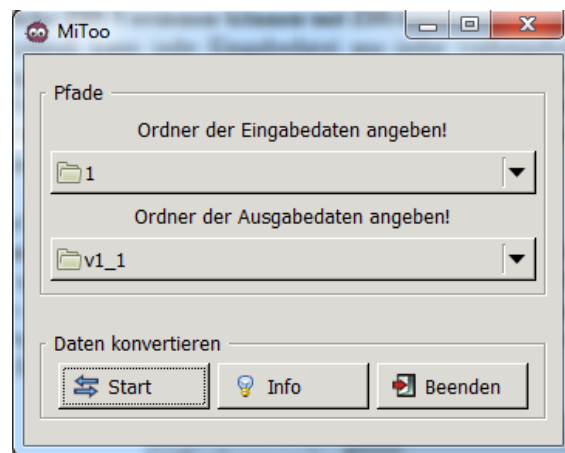 MiToo
Pfade
Ordner der Eingabedaten angeben!
1
Ordner der Ausgabedaten angeben!
v1_1
Daten konvertieren
Start
Info
Beenden